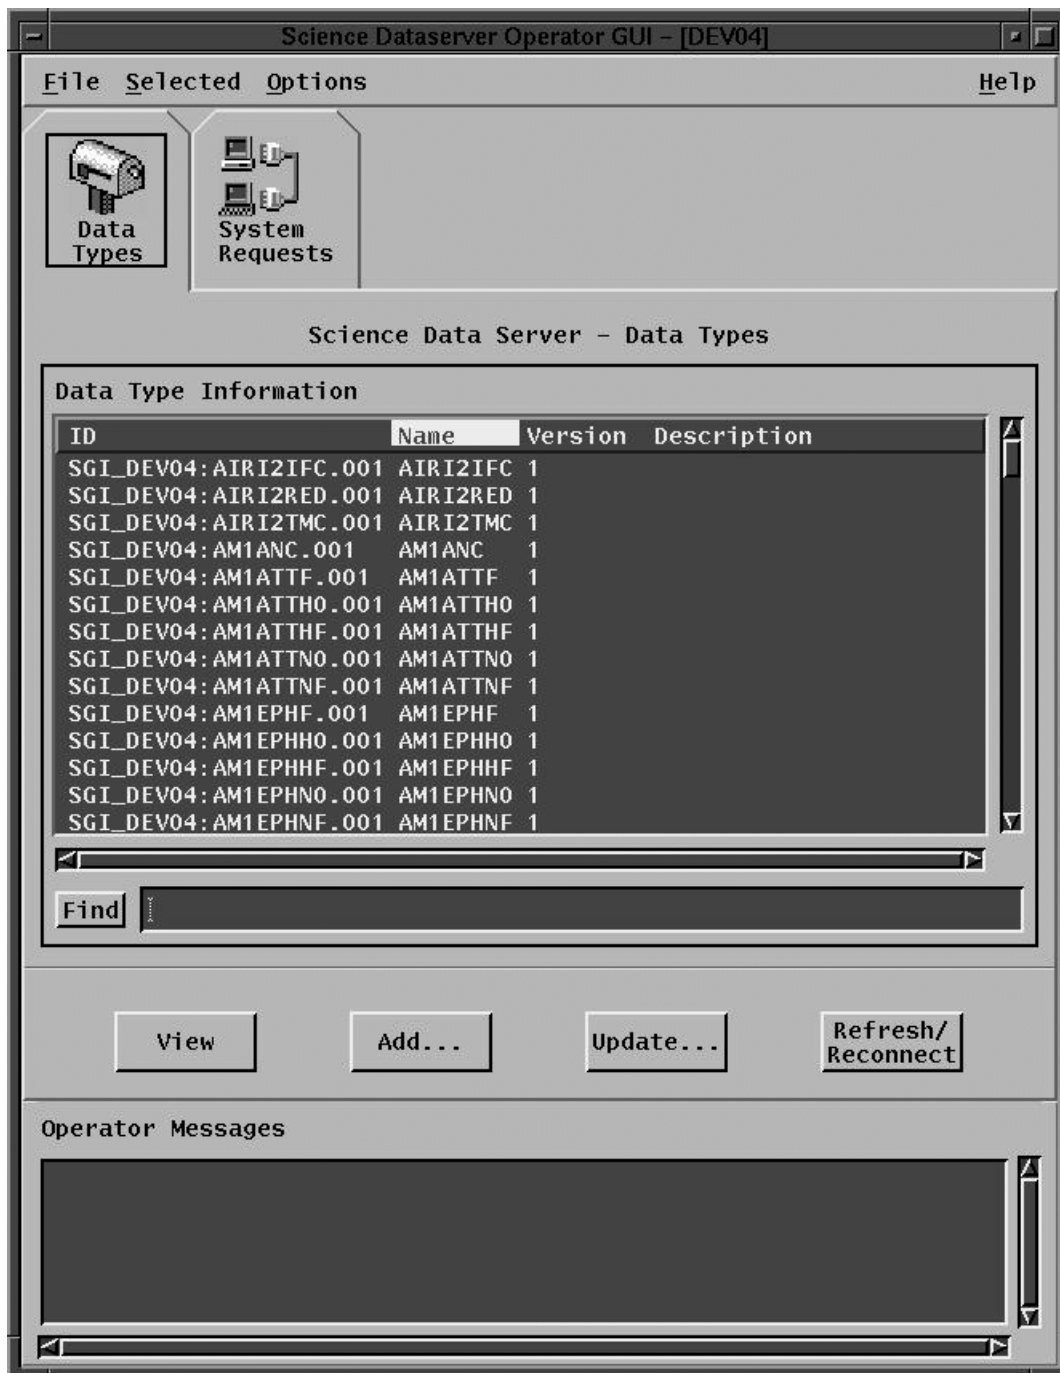 Science Dataserver Operator GUI – [DEV04]
File Selected Options Help
Data Types
System Requests
Science Data Server – Data Types
Data Type Information
ID Name Version Description
SGI_DEV04:AIRI2IFC.001 AIRI2IFC 1
SGI_DEV04:AIRI2RED.001 AIRI2RED 1
SGI_DEV04:AIRI2TMC.001 AIRI2TMC 1
SGI_DEV04:AM1ANC.001 AM1ANC 1
SGI_DEV04:AM1ATTF.001 AM1ATTF 1
SGI_DEV04:AM1ATTH0.001 AM1ATTH0 1
SGI_DEV04:AM1ATTHF.001 AM1ATTHF 1
SGI_DEV04:AM1ATTN0.001 AM1ATTN0 1
SGI_DEV04:AM1ATTNF.001 AM1ATTNF 1
SGI_DEV04:AM1EPHF.001 AM1EPHF 1
SGI_DEV04:AM1EPHH0.001 AM1EPHH0 1
SGI_DEV04:AM1EPHHF.001 AM1EPHHF 1
SGI_DEV04:AM1EPHN0.001 AM1EPHN0 1
SGI_DEV04:AM1EPHNF.001 AM1EPHNF 1
Find
View Add... Update... Refresh/
Reconnect
Operator Messages